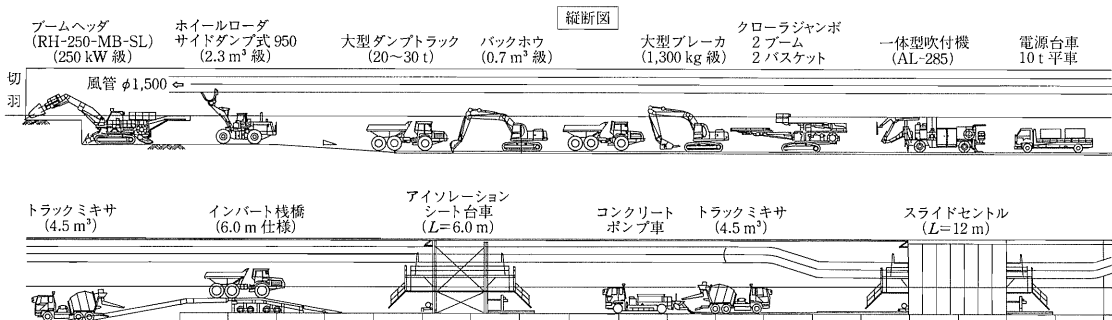 縦断図
ブームヘッダ
(RH-250-MB-SL)
(250 kW 級)
ホイールローダ
サイドダンプ式 950
(2.3 m³ 級)
大型ダンプトラック
(20〜30 t)
バックホウ
(0.7 m³ 級)
大型ブレーカ
(1,300 kg 級)
クローラジャンボ
2 ブーム
2 バスケット
一体型吹付機
(AL-285)
電源台車
10 t 平車
切羽
風管 φ1,500
トラックミキサ
(4.5 m³)
インバート桟橋
(6.0 m 仕様)
アイソレーション
シート台車
(L=6.0 m)
コンクリート
ポンプ車
トラックミキサ
(4.5 m³)
スライドセントル
(L=12 m)